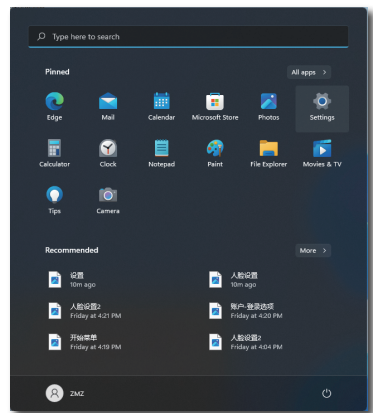 Type here to search
Pinned
All apps >
Edge
Mail
Calendar
Microsoft Store
Photos
Settings
Calculator
Clock
Notepad
Paint
File Explorer
Movies & TV
Tips
Camera
Recommended
More >
设置
10m ago
人脸设置
10m ago
人脸设置2
Friday at 4:21 PM
账户-登录选项
Friday at 4:20 PM
开始菜单
Friday at 4:19 PM
人脸设置2
Friday at 4:04 PM
ZMZ